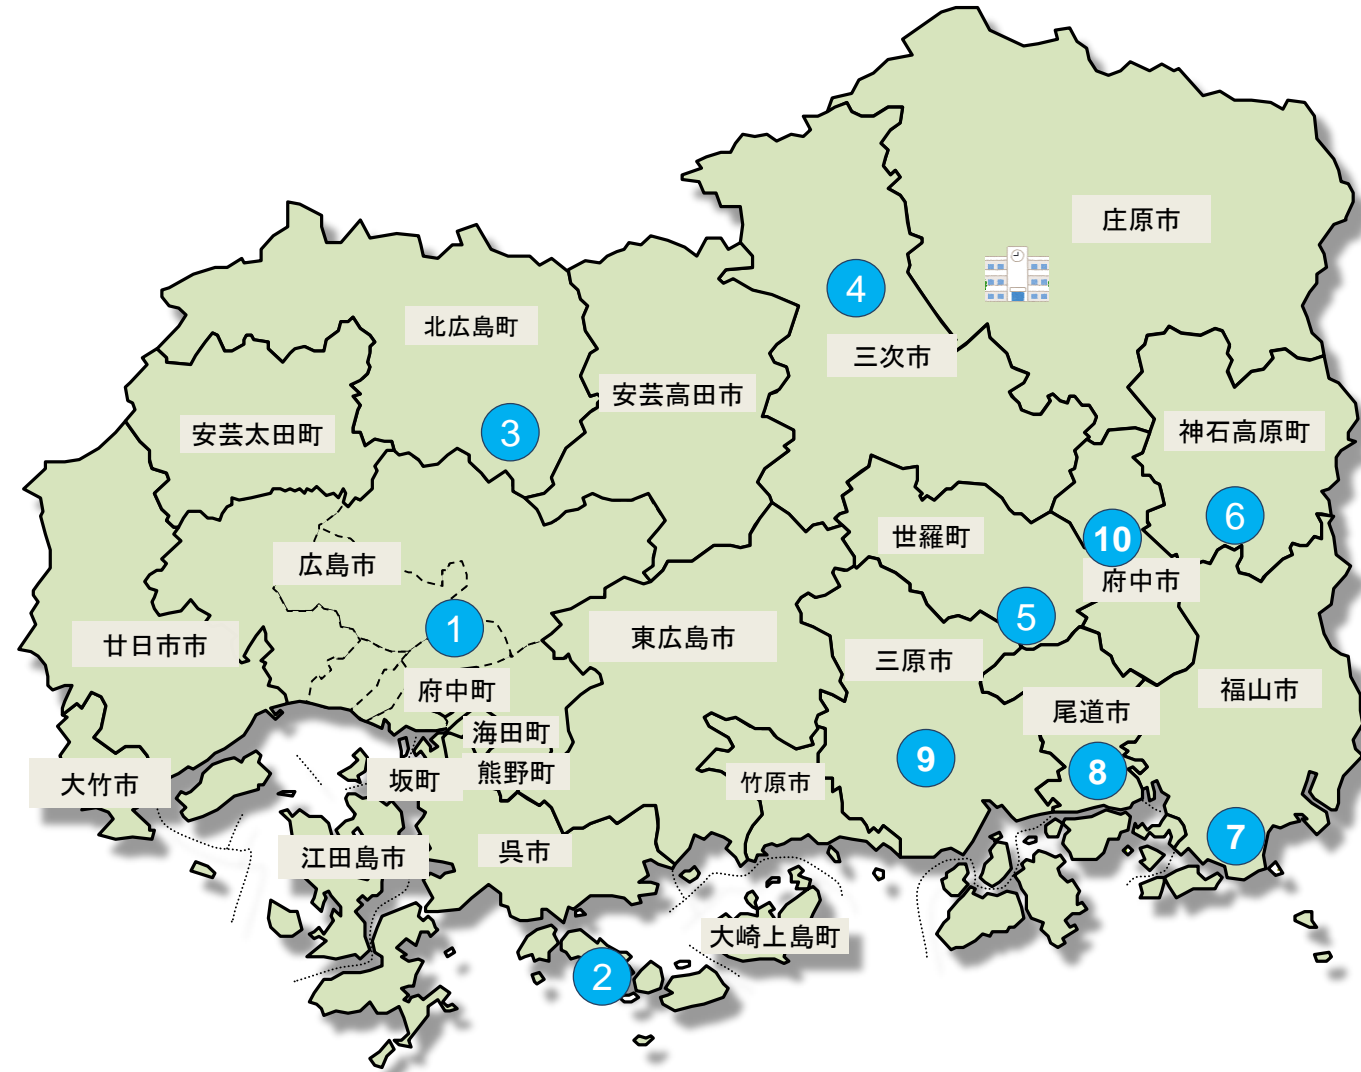 庄原市
4
北広島町
三次市
安芸高田市
3
安芸太田町
神石高原町
6
世羅町
10
広島市
府中市
5
1
東広島市
廿日市市
三原市
府中町
福山市
尾道市
海田町
9
8
熊野町
坂町
竹原市
大竹市
7
呉市
江田島市
大崎上島町
2